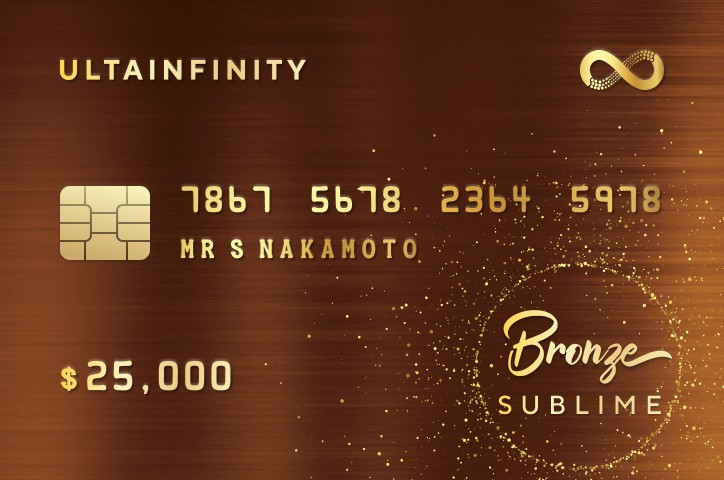 ULTAINFINITY
7867 5678 2364 5978
MR S NAKAMOTO
$25,000
Bronze
SUBLIME